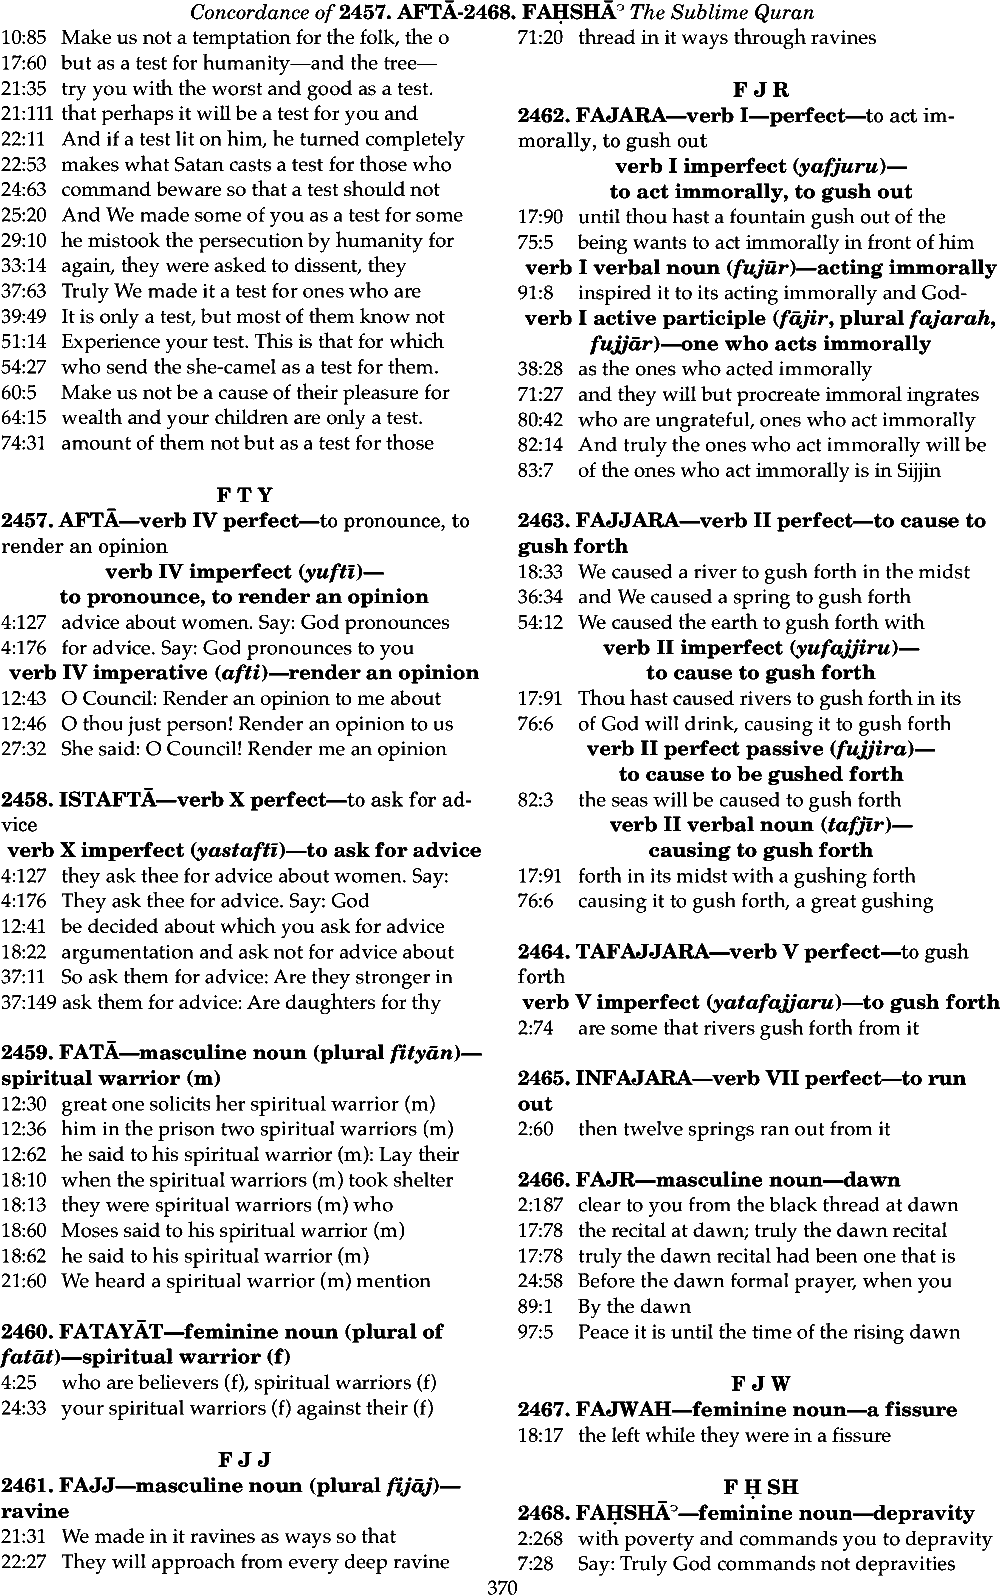 Concordance of 2457. AFTĀ-2468. FAḤSHĀʾ The Sublime Quran
10:85 Make us not a temptation for the folk, the o
17:60 but as a test for humanity—and the tree—
21:35 try you with the worst and good as a test.
21:111 that perhaps it will be a test for you and
22:11 And if a test lit on him, he turned completely
22:53 makes what Satan casts a test for those who
24:63 command beware so that a test should not
25:20 And We made some of you as a test for some
29:10 he mistook the persecution by humanity for
33:14 again, they were asked to dissent, they
37:63 Truly We made it a test for ones who are
39:49 It is only a test, but most of them know not
51:14 Experience your test. This is that for which
54:27 who send the she-camel as a test for them.
60:5 Make us not be a cause of their pleasure for
64:15 wealth and your children are only a test.
74:31 amount of them not but as a test for those
F T Y
2457. AFTĀ—verb IV perfect—to pronounce, to
render an opinion
verb IV imperfect (yuftī)—
to pronounce, to render an opinion
4:127 advice about women. Say: God pronounces
4:176 for advice. Say: God pronounces to you
verb IV imperative (afti)—render an opinion
12:43 O Council: Render an opinion to me about
12:46 O thou just person! Render an opinion to us
27:32 She said: O Council! Render me an opinion
2458. ISTAFTĀ—verb X perfect—to ask for ad-
vice
verb X imperfect (yastaftī)—to ask for advice
4:127 they ask thee for advice about women. Say:
4:176 They ask thee for advice. Say: God
12:41 be decided about which you ask for advice
18:22 argumentation and ask not for advice about
37:11 So ask them for advice: Are they stronger in
37:149 ask them for advice: Are daughters for thy
2459. FATĀ—masculine noun (plural fityān)—
spiritual warrior (m)
12:30 great one solicits her spiritual warrior (m)
12:36 him in the prison two spiritual warriors (m)
12:62 he said to his spiritual warrior (m): Lay their
18:10 when the spiritual warriors (m) took shelter
18:13 they were spiritual warriors (m) who
18:60 Moses said to his spiritual warrior (m)
18:62 he said to his spiritual warrior (m)
21:60 We heard a spiritual warrior (m) mention
2460. FATAYĀT—feminine noun (plural of
fatāt)—spiritual warrior (f)
4:25 who are believers (f), spiritual warriors (f)
24:33 your spiritual warriors (f) against their (f)
F J J
2461. FAJJ—masculine noun (plural fijāj)—
ravine
21:31 We made in it ravines as ways so that
22:27 They will approach from every deep ravine
71:20 thread in it ways through ravines
F J R
2462. FAJARA—verb I—perfect—to act im-
morally, to gush out
verb I imperfect (yafjuru)—
to act immorally, to gush out
17:90 until thou hast a fountain gush out of the
75:5 being wants to act immorally in front of him
verb I verbal noun (fujūr)—acting immorally
91:8 inspired it to its acting immorally and God-
verb I active participle (fājir, plural fajarah,
fujjār)—one who acts immorally
38:28 as the ones who acted immorally
71:27 and they will but procreate immoral ingrates
80:42 who are ungrateful, ones who act immorally
82:14 And truly the ones who act immorally will be
83:7 of the ones who act immorally is in Sijjin
2463. FAJJARA—verb II perfect—to cause to
gush forth
18:33 We caused a river to gush forth in the midst
36:34 and We caused a spring to gush forth
54:12 We caused the earth to gush forth with
verb II imperfect (yufajjiru)—
to cause to gush forth
17:91 Thou hast caused rivers to gush forth in its
76:6 of God will drink, causing it to gush forth
verb II perfect passive (fujjira)—
to cause to be gushed forth
82:3 the seas will be caused to gush forth
verb II verbal noun (tafjīr)—
causing to gush forth
17:91 forth in its midst with a gushing forth
76:6 causing it to gush forth, a great gushing
2464. TAFAJJARA—verb V perfect—to gush
forth
verb V imperfect (yatafajjaru)—to gush forth
2:74 are some that rivers gush forth from it
2465. INFAJARA—verb VII perfect—to run
out
2:60 then twelve springs ran out from it
2466. FAJR—masculine noun—dawn
2:187 clear to you from the black thread at dawn
17:78 the recital at dawn; truly the dawn recital
17:78 truly the dawn recital had been one that is
24:58 Before the dawn formal prayer, when you
89:1 By the dawn
97:5 Peace it is until the time of the rising dawn
F J W
2467. FAJWAH—feminine noun—a fissure
18:17 the left while they were in a fissure
F Ḥ SH
2468. FAḤSHĀʾ—feminine noun—depravity
2:268 with poverty and commands you to depravity
7:28 Say: Truly God commands not depravities
370